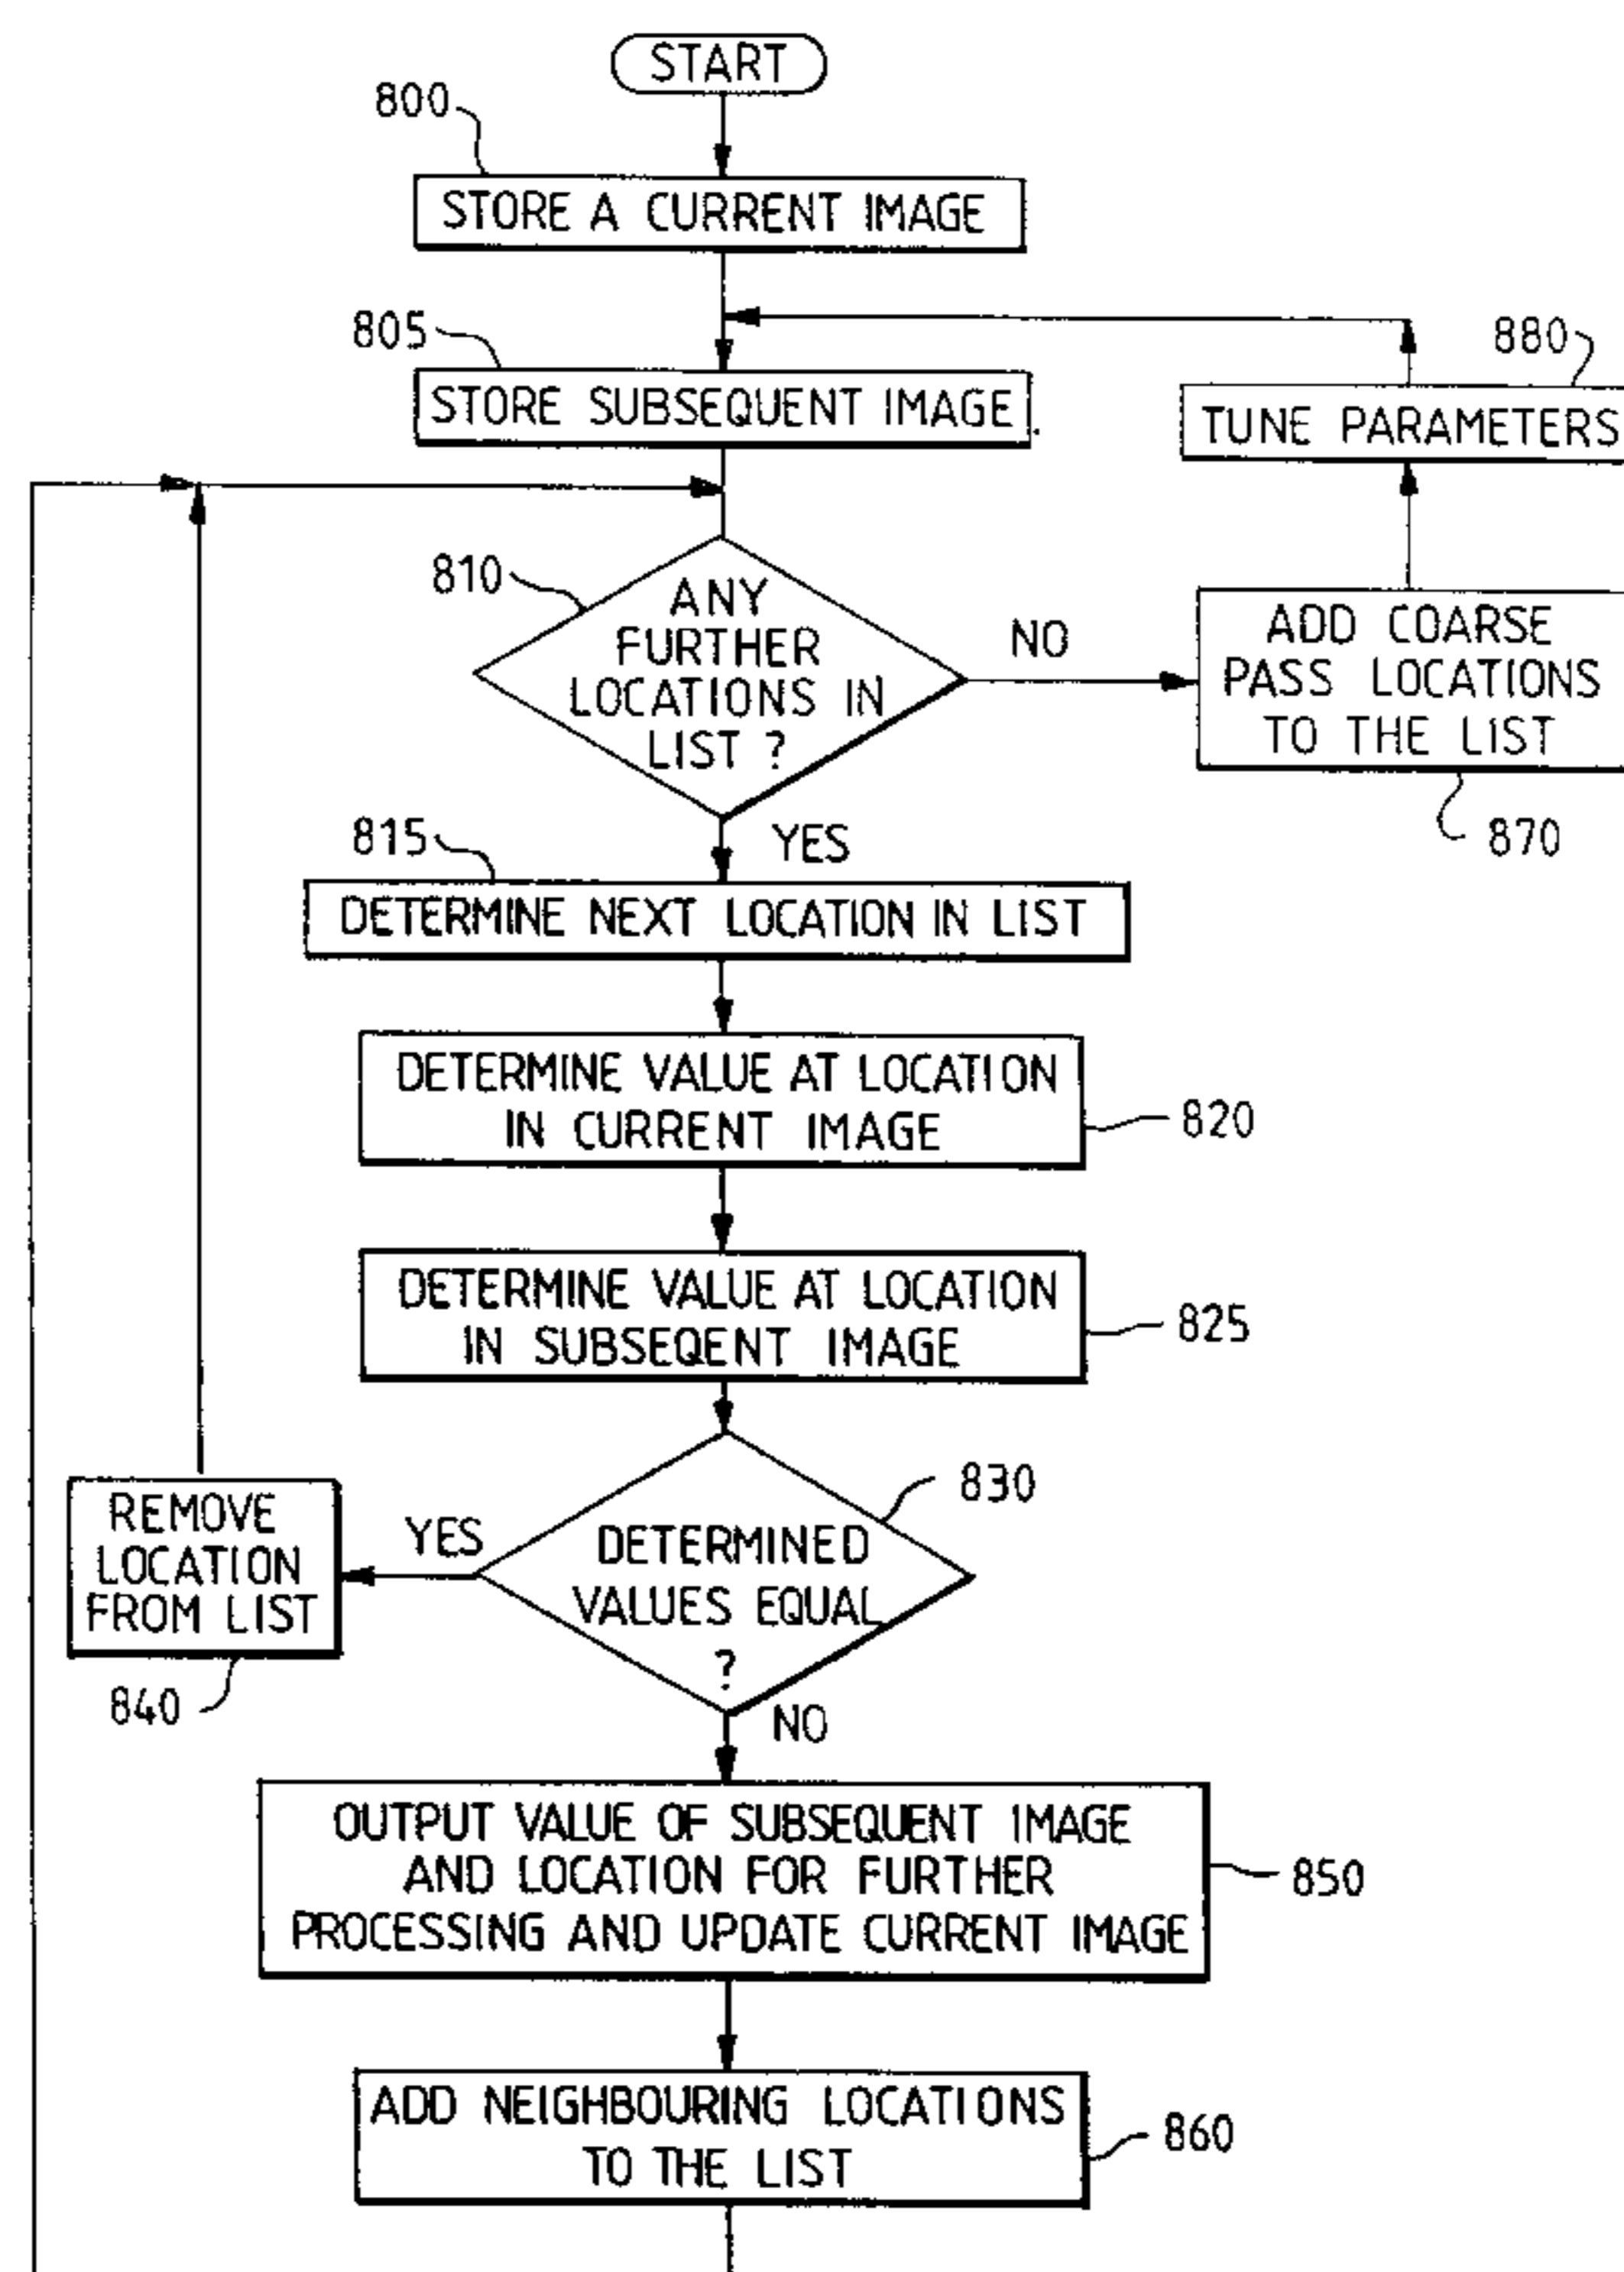 START
800
STORE A CURRENT IMAGE
805
STORE SUBSEQUENT IMAGE
880
TUNE PARAMETERS
810
ANY
FURTHER
LOCATIONS IN
LIST ?
NO
ADD COARSE
PASS LOCATIONS
TO THE LIST
870
YES
815
DETERMINE NEXT LOCATION IN LIST
DETERMINE VALUE AT LOCATION
IN CURRENT IMAGE
820
DETERMINE VALUE AT LOCATION
IN SUBSEQENT IMAGE
825
830
DETERMINED
VALUES EQUAL
?
YES
REMOVE
LOCATION
FROM LIST
840
NO
OUTPUT VALUE OF SUBSEQUENT IMAGE
AND LOCATION FOR FURTHER
PROCESSING AND UPDATE CURRENT IMAGE
850
ADD NEIGHBOURING LOCATIONS
TO THE LIST
860